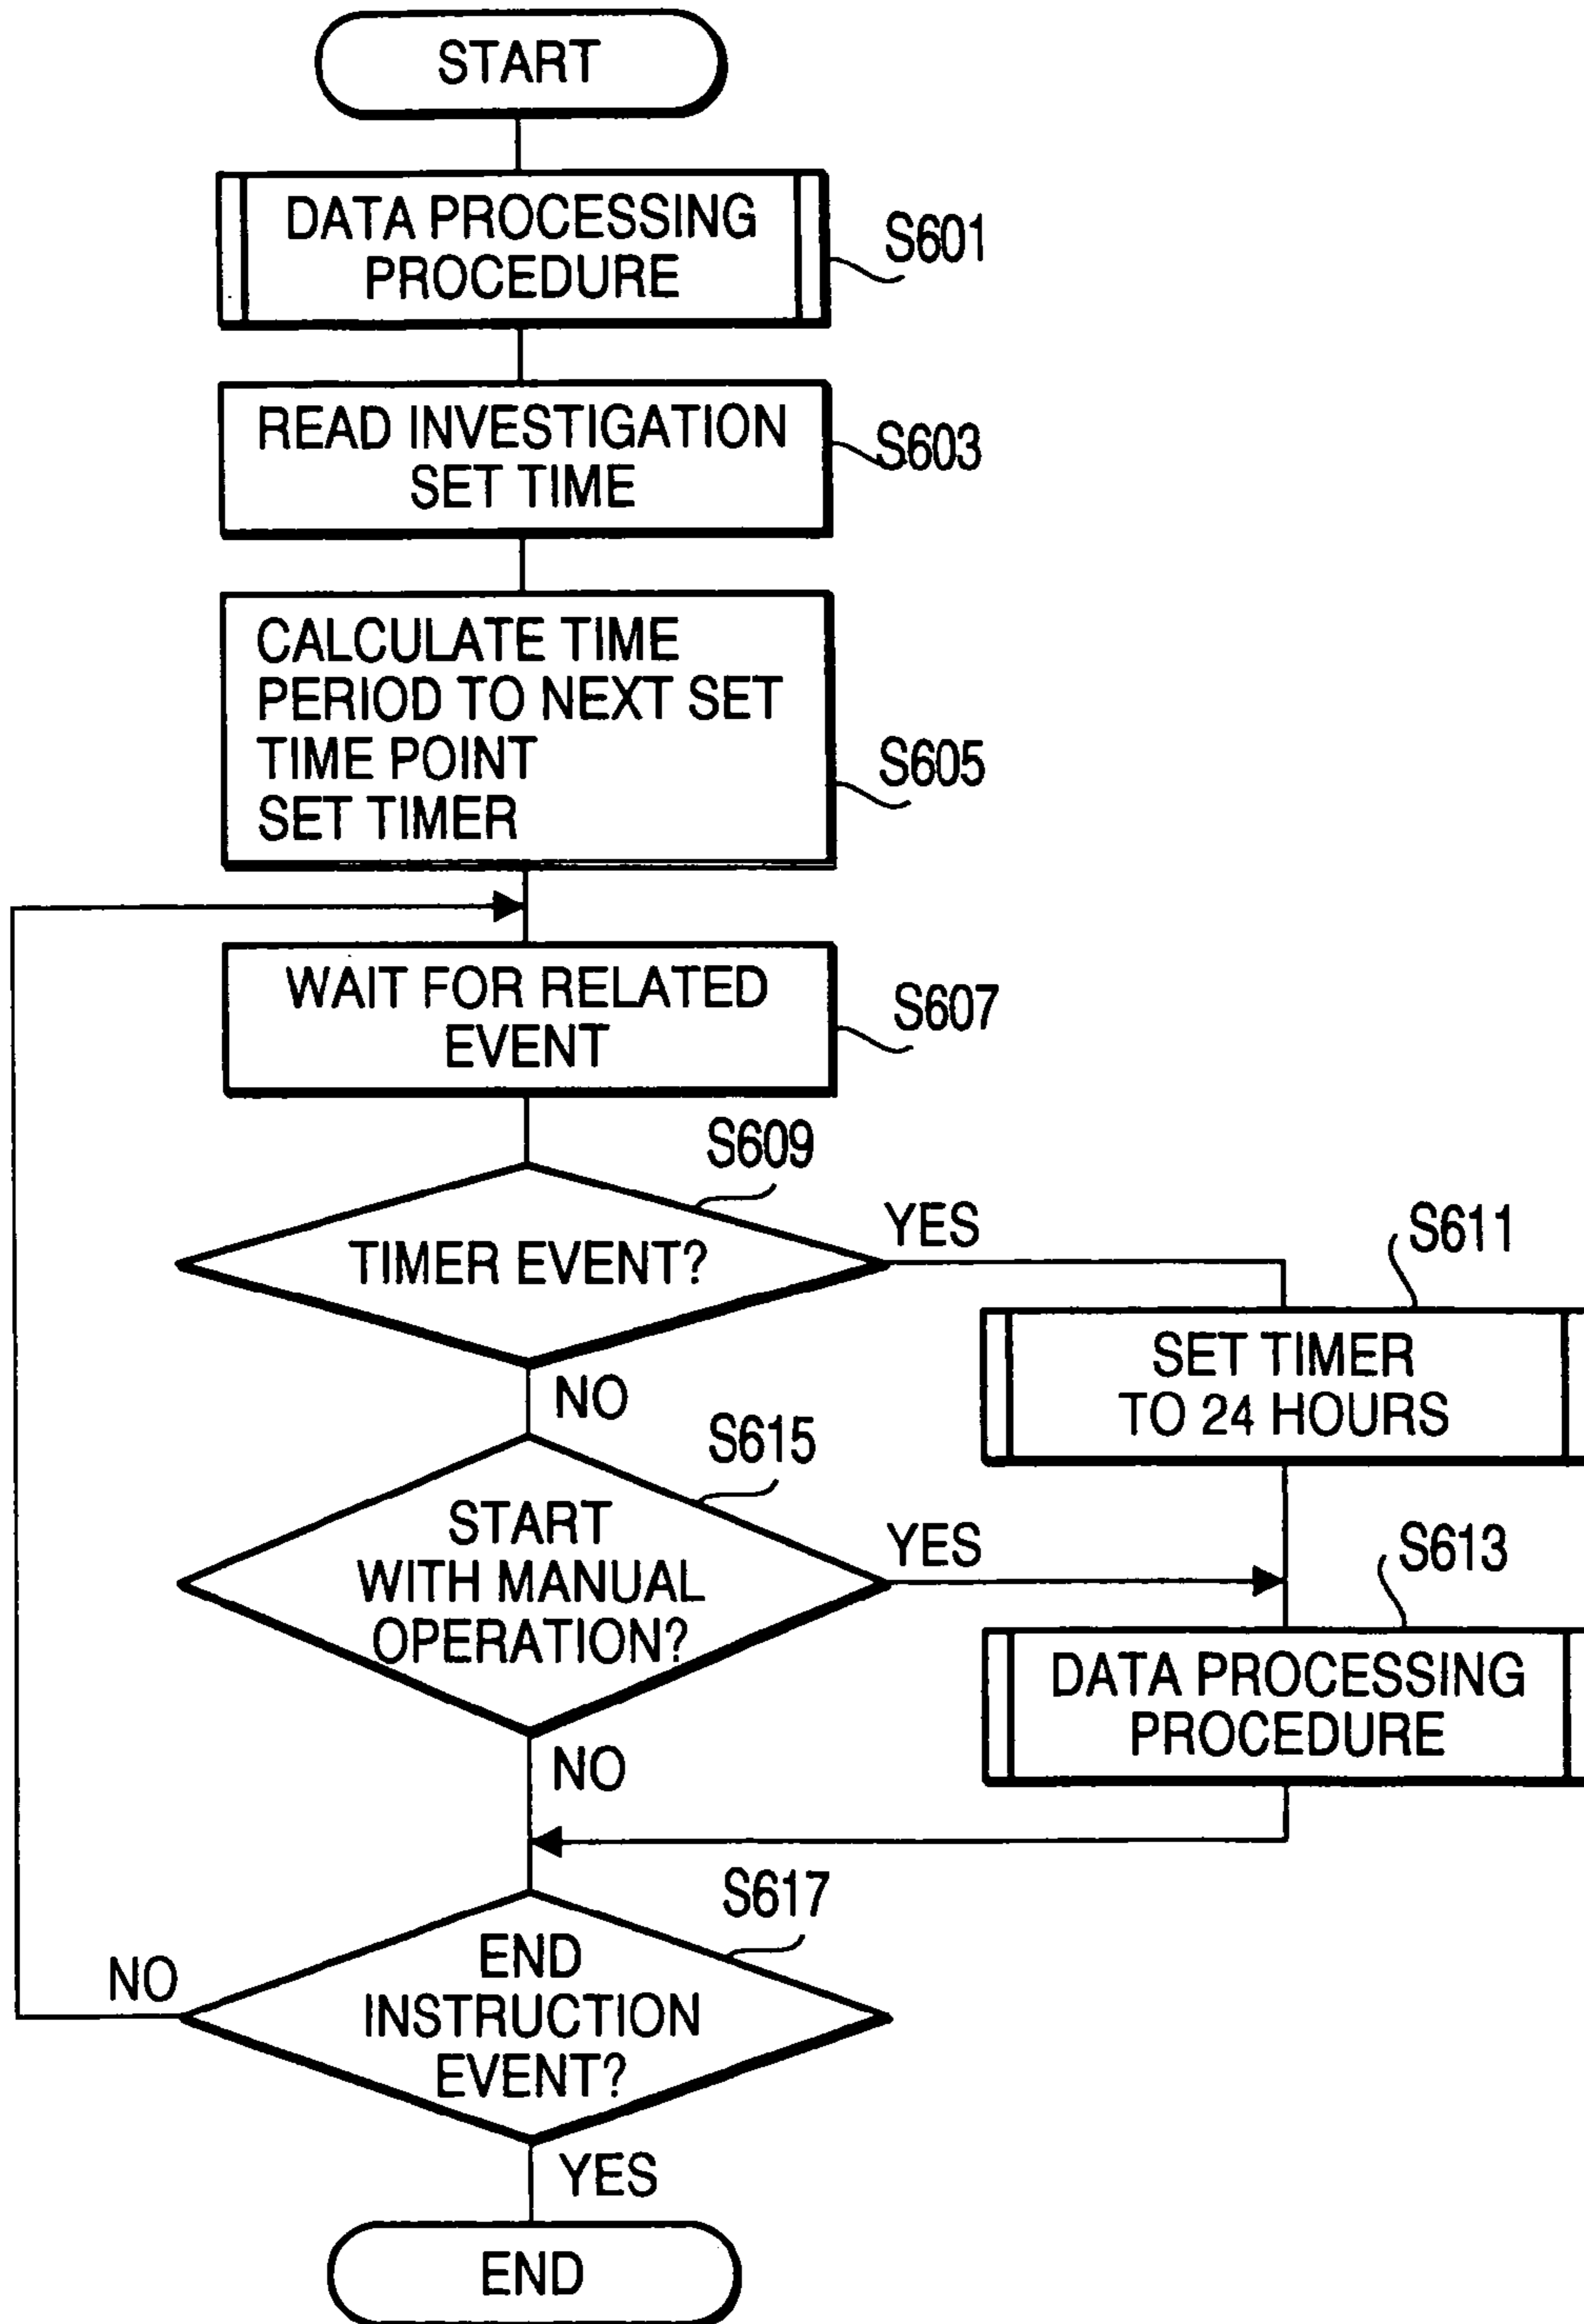 START
DATA PROCESSING
PROCEDURE
S601
READ INVESTIGATION
SET TIME
S603
CALCULATE TIME
PERIOD TO NEXT SET
TIME POINT
SET TIMER
S605
WAIT FOR RELATED
EVENT
S607
S609
TIMER EVENT?
YES
NO
S611
SET TIMER
TO 24 HOURS
S615
START
WITH MANUAL
OPERATION?
YES
NO
S613
DATA PROCESSING
PROCEDURE
S617
END
INSTRUCTION
EVENT?
NO
YES
END